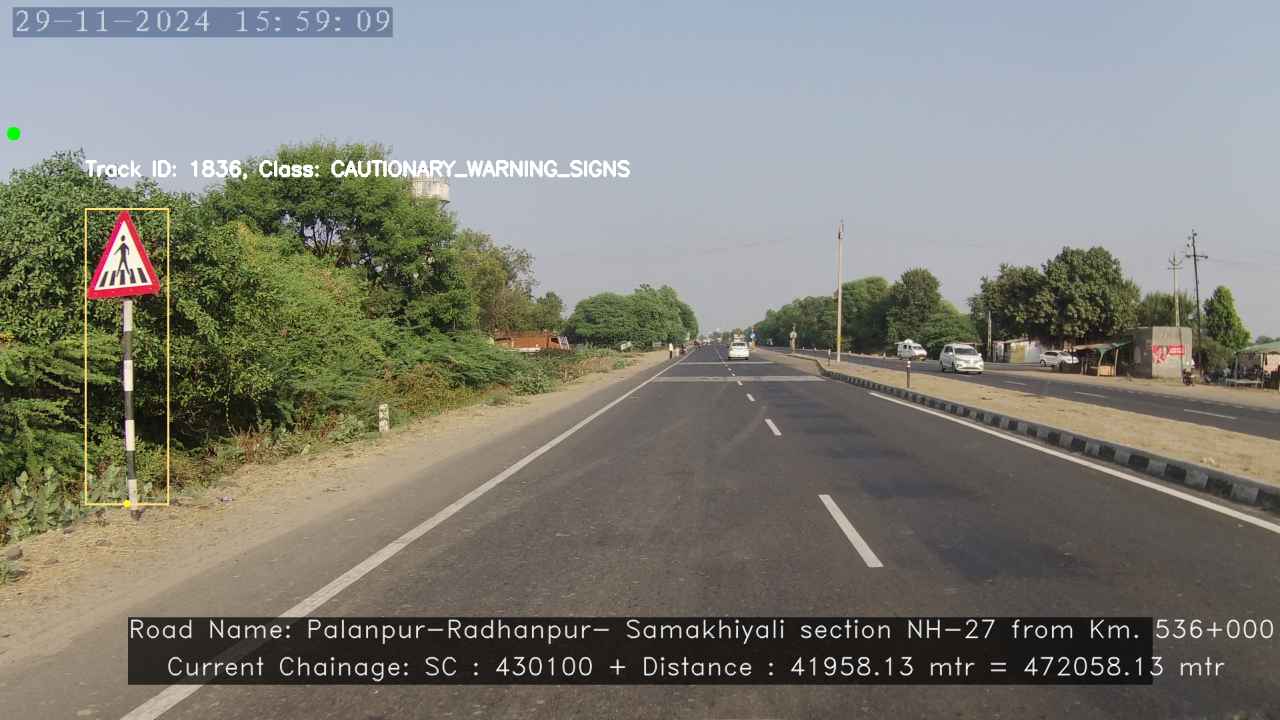 29-11-2024 15:59:09
Track ID: 1836, Class: CAUTIONARY_WARNING_SIGNS
Road Name: Palanpur-Radhanpur- Samakhiyali section NH-27 from Km. 536+000
Current Chainage: SC : 430100 + Distance : 41958.13 mtr = 472058.13 mtr